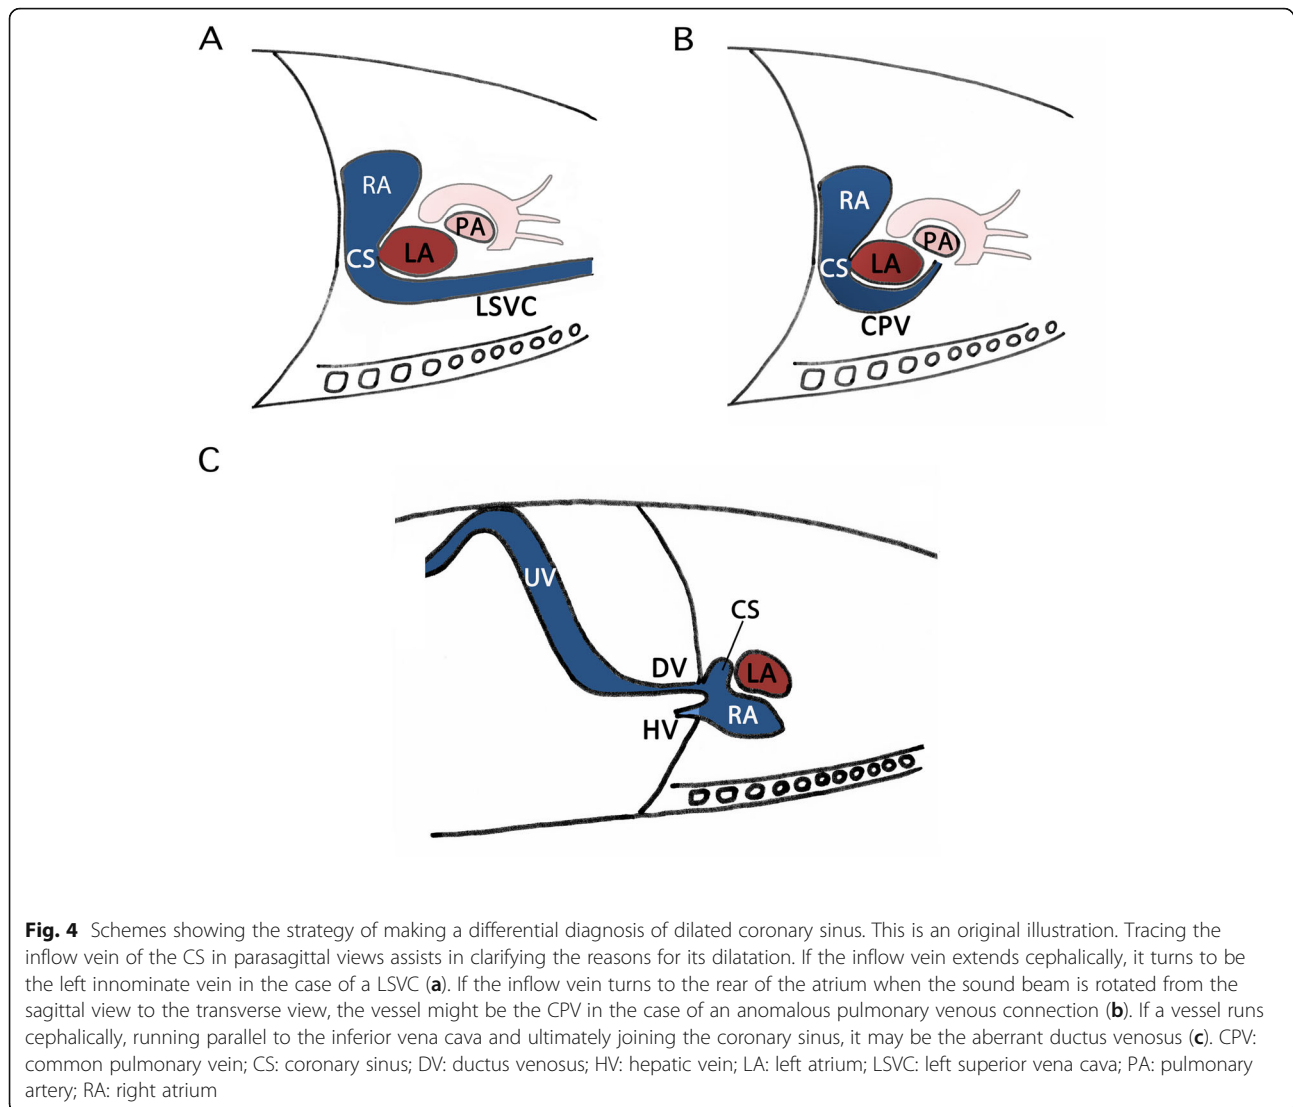 A
B
RA
PA
LA
CS
LSVC
RA
PA
LA
CS
CPV
C
UV
CS
DV
LA
RA
HV
Fig. 4 Schemes showing the strategy of making a differential diagnosis of dilated coronary sinus. This is an original illustration. Tracing the
inflow vein of the CS in parasagittal views assists in clarifying the reasons for its dilatation. If the inflow vein extends cephalically, it turns to be
the left innominate vein in the case of a LSVC (a). If the inflow vein turns to the rear of the atrium when the sound beam is rotated from the
sagittal view to the transverse view, the vessel might be the CPV in the case of an anomalous pulmonary venous connection (b). If a vessel runs
cephalically, running parallel to the inferior vena cava and ultimately joining the coronary sinus, it may be the aberrant ductus venosus (c). CPV:
common pulmonary vein; CS: coronary sinus; DV: ductus venosus; HV: hepatic vein; LA: left atrium; LSVC: left superior vena cava; PA: pulmonary
artery; RA: right atrium